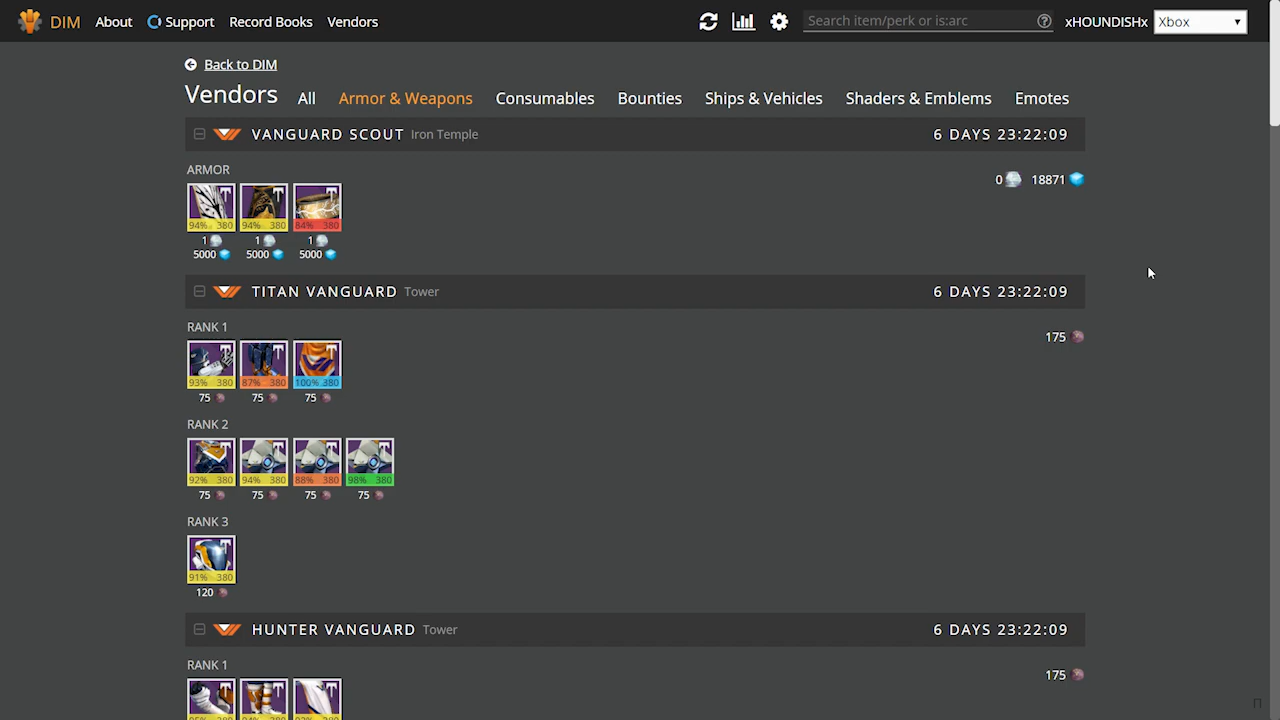 DIM About Support Record Books Vendors Search item/perk or is:arc xHOUNDISHx Xbox
Back to DIM
Vendors All Armor & Weapons Consumables Bounties Ships & Vehicles Shaders & Emblems Emotes
VANGUARD SCOUT Iron Temple 6 DAYS 23:22:09
ARMOR 0 18871
94% 380 94% 380 84% 380
1 1 1
5000 5000 5000
TITAN VANGUARD Tower 6 DAYS 23:22:09
RANK 1 175
93% 380 87% 380 100% 380
75 75 75
RANK 2
92% 380 94% 380 88% 380 98% 380
75 75 75 75
RANK 3
91% 380
120
HUNTER VANGUARD Tower 6 DAYS 23:22:09
RANK 1 175